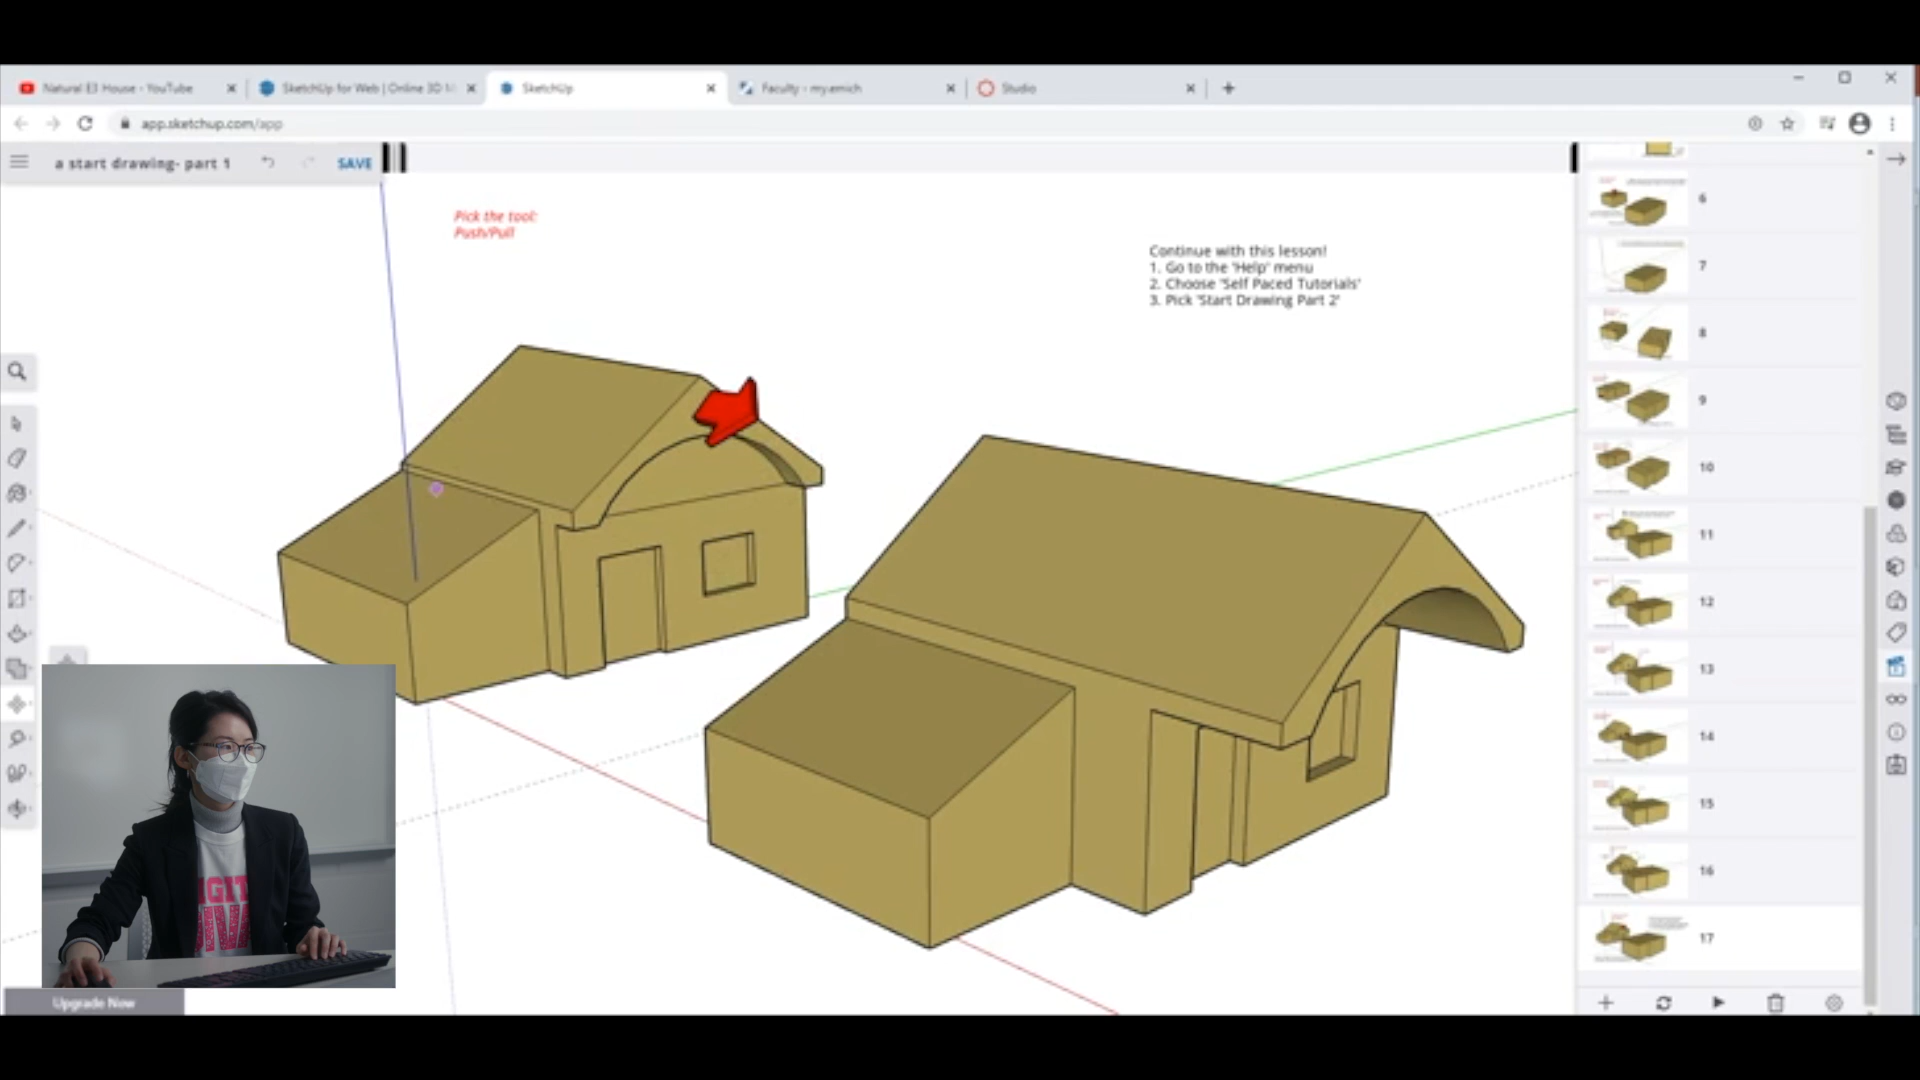 Natural E3 House - YouTube
SketchUp for Web | Online 3D M
SketchUp
Faculty - my.emich
Studio
app.sketchup.com/app
a start drawing- part 1
SAVE
Pick the tool:
Push/Pull
Continue with this lesson!
1. Go to the 'Help' menu
2. Choose 'Self Paced Tutorials'
3. Pick 'Start Drawing Part 2'
6
7
8
9
10
11
12
13
14
15
16
17
Upgrade Now